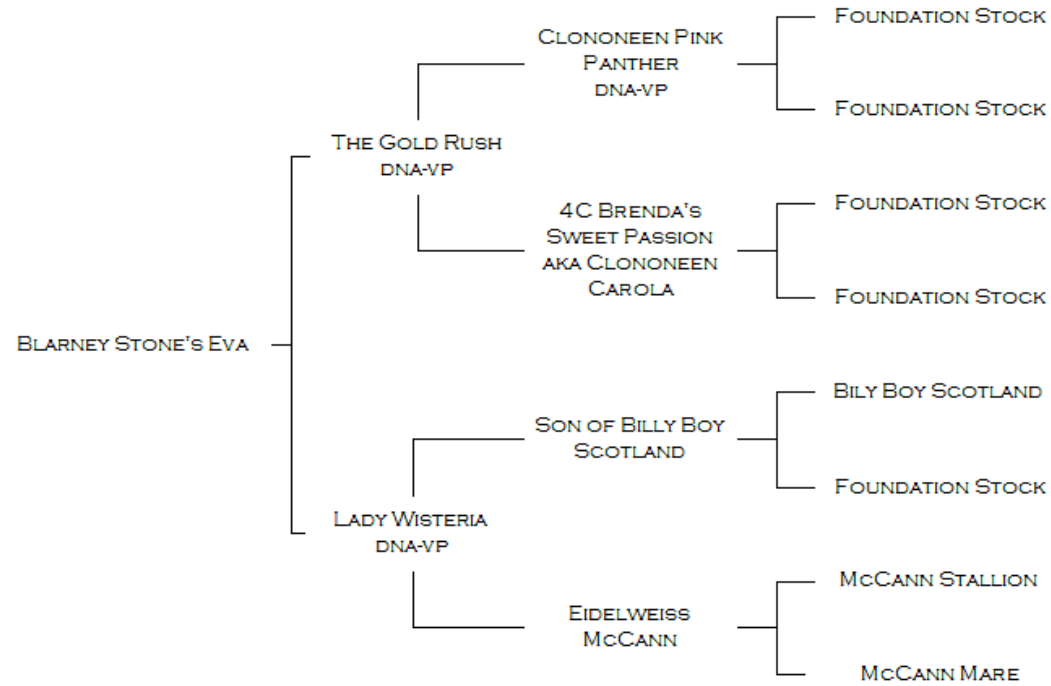 Foundation Stock
Clononeen Pink
Panther
DNA-VP
Foundation Stock
The Gold Rush
DNA-VP
Foundation Stock
4C Brenda's
Sweet Passion
aka Clononeen
Carola
Foundation Stock
Blarney Stone's Eva
Bily Boy Scotland
Son of Billy Boy
Scotland
Foundation Stock
Lady Wisteria
DNA-VP
McCann Stallion
Eidelweiss
McCann
McCann Mare